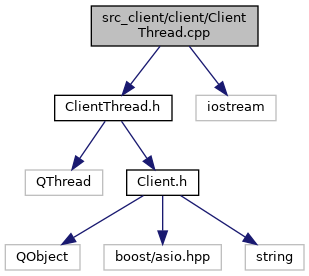 src_client/client/Client
Thread.cpp
ClientThread.h
iostream
QThread
Client.h
QObject
boost/asio.hpp
string